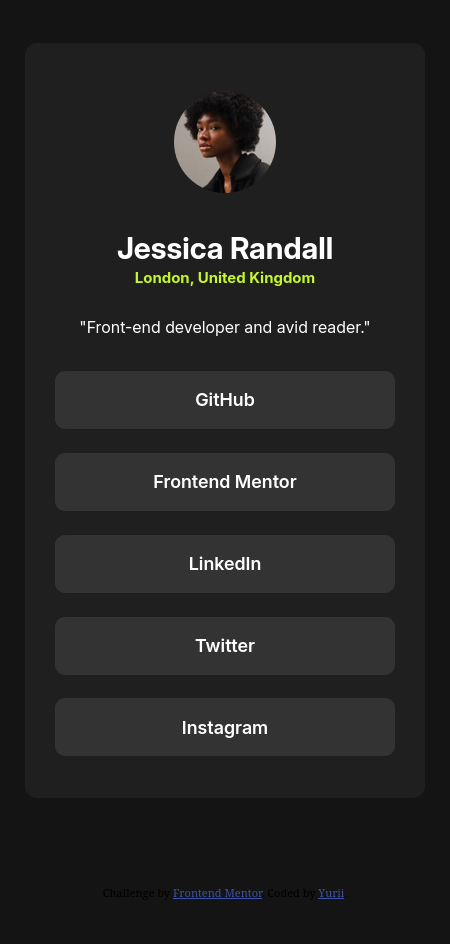 Jessica Randall
London, United Kingdom
"Front-end developer and avid reader."
GitHub
Frontend Mentor
LinkedIn
Twitter
Instagram
Challenge by Frontend Mentor. Coded by Yurii